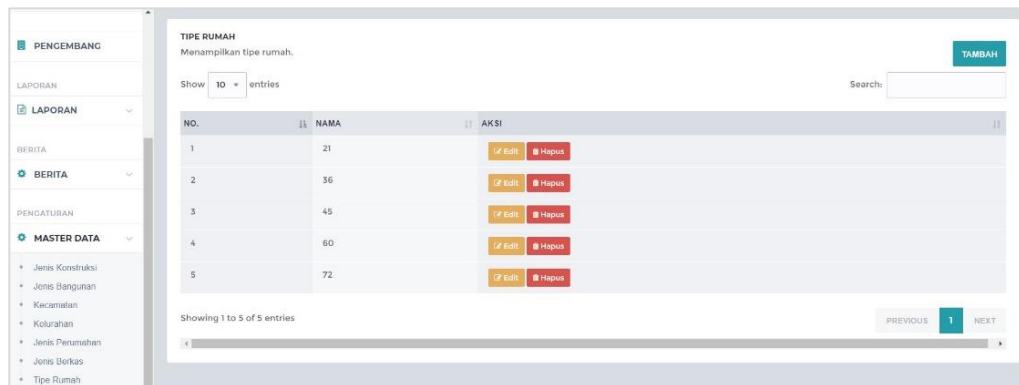 PENGEMBANG
LAPORAN
LAPORAN
BERITA
BERITA
PENGATURAN
MASTER DATA
Jenis Konstruksi
Jenis Bangunan
Kecamatan
Kelurahan
Jenis Perumahan
Jenis Berkas
Tipe Rumah
TIPE RUMAH
Menampilkan tipe rumah.
TAMBAH
Show 10 entries
Search:
NO. NAMA AKSI
1 21 Edit Hapus
2 36 Edit Hapus
3 45 Edit Hapus
4 60 Edit Hapus
5 72 Edit Hapus
Showing 1 to 5 of 5 entries
PREVIOUS 1 NEXT